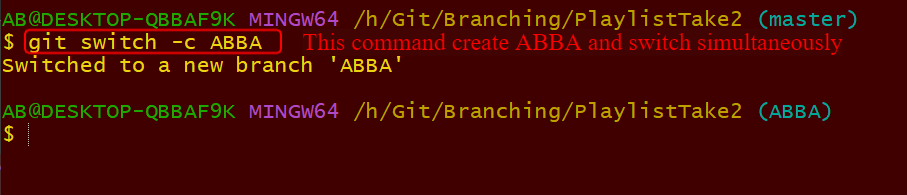 AB@DESKTOP-QBBAF9K MINGW64 /h/Git/Branching/PlaylistTake2 (master)
$ git switch -c ABBA This command create ABBA and switch simultaneously
Switched to a new branch 'ABBA'
AB@DESKTOP-QBBAF9K MINGW64 /h/Git/Branching/PlaylistTake2 (ABBA)
$